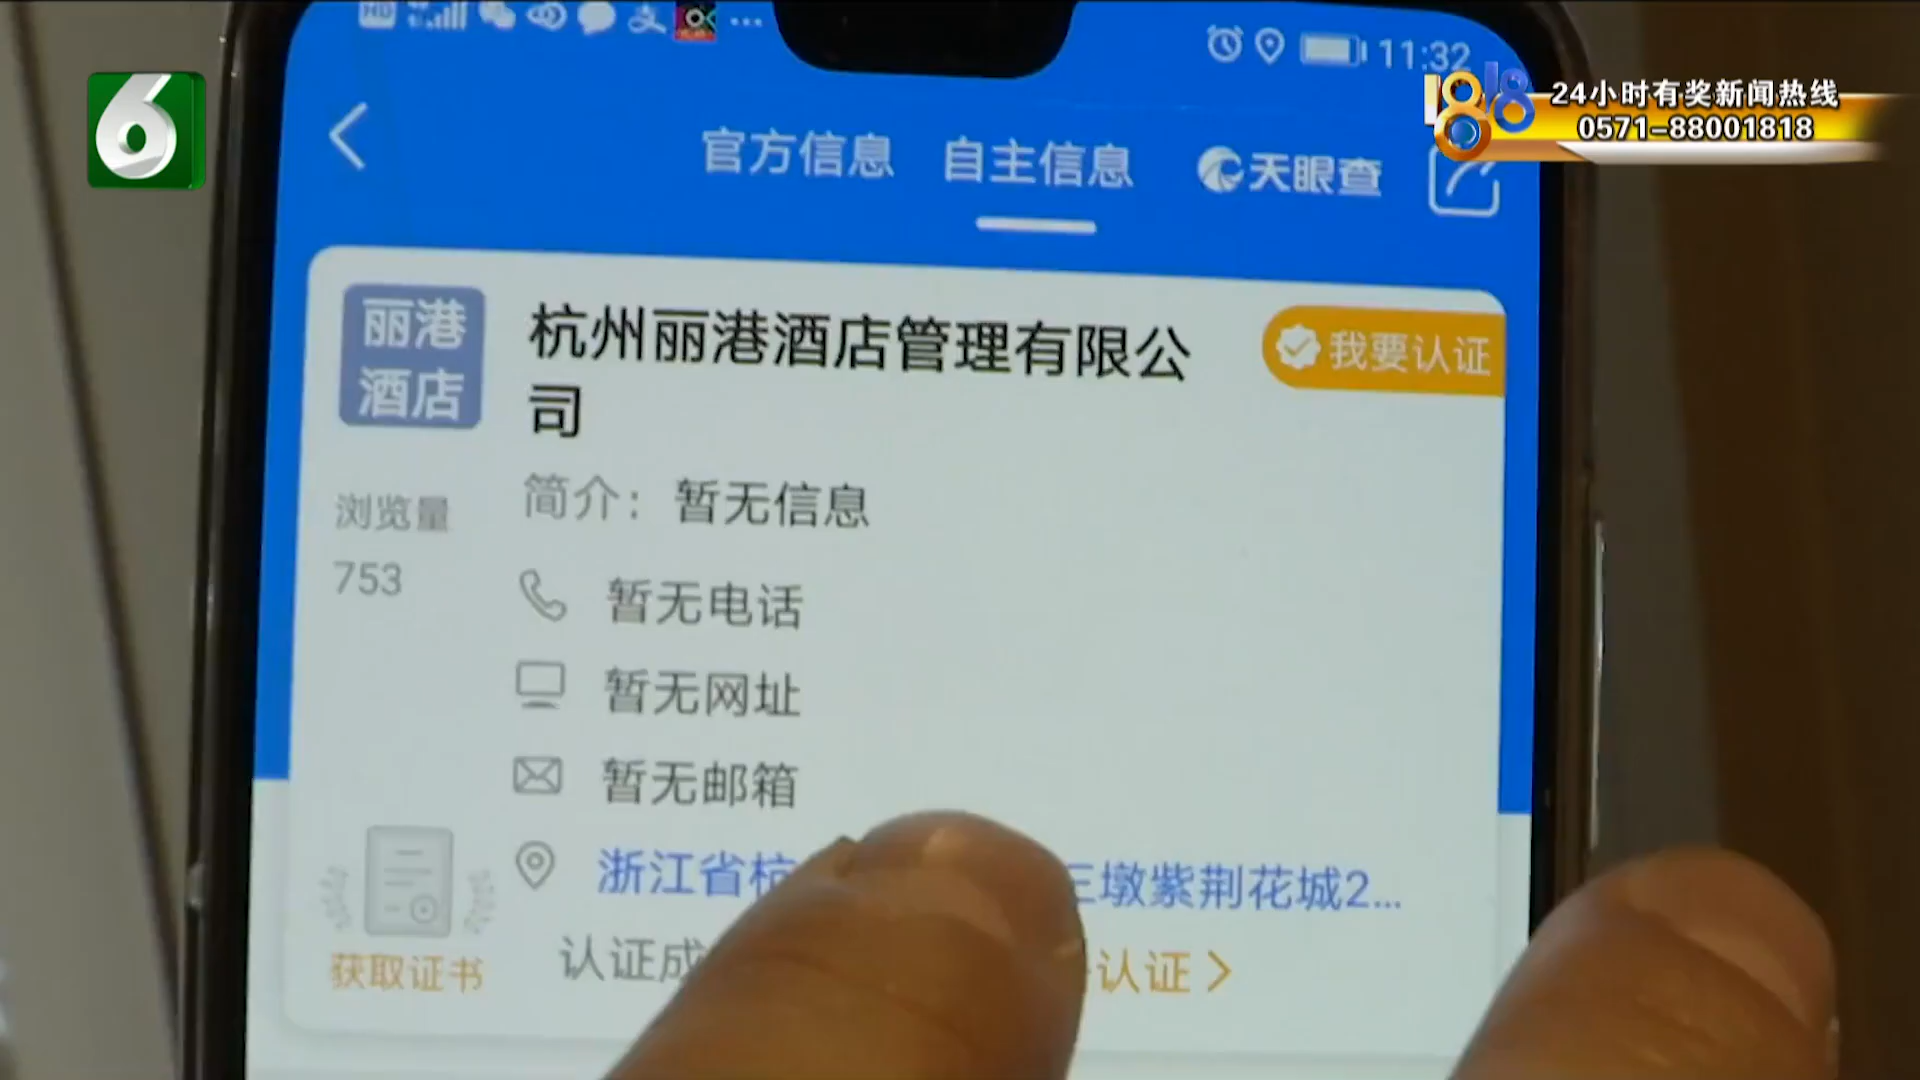 HD
11:32
6
1818
24小时有奖新闻热线
0571-88001818
官方信息 自主信息 天眼查
丽港
酒店
杭州丽港酒店管理有限公
司
我要认证
浏览量
753
简介：暂无信息
暂无电话
暂无网址
暂无邮箱
浙江省杭 三墩紫荆花城2...
认证成 认证 >
获取证书